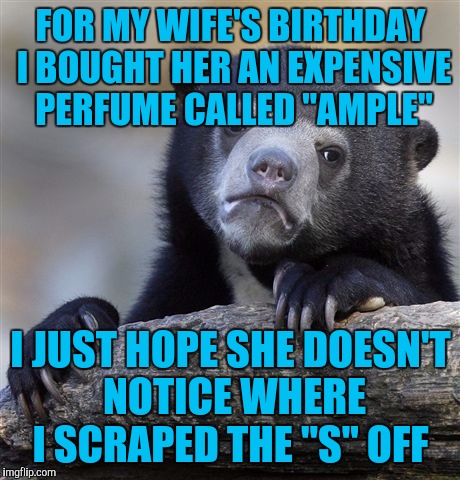 FOR MY WIFE'S BIRTHDAY
I BOUGHT HER AN EXPENSIVE
PERFUME CALLED "AMPLE"
I JUST HOPE SHE DOESN'T
NOTICE WHERE
I SCRAPED THE "S" OFF
imgflip.com